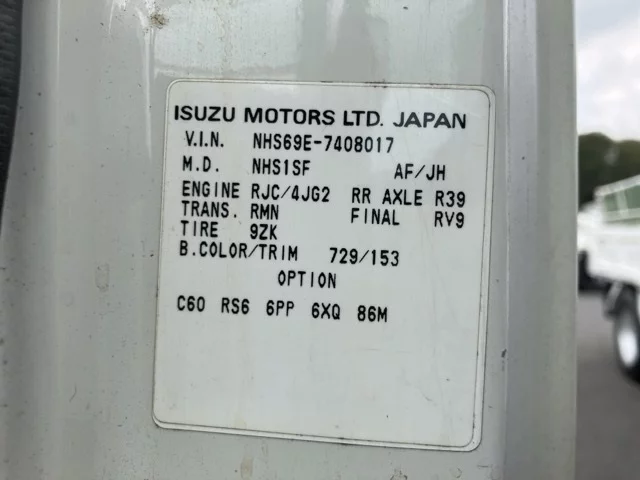 ISUZU MOTORS LTD. JAPAN
V.I.N. NHS69E-7408017
M.D. NHS1SF AF/JH
ENGINE RJC/4JG2 RR AXLE R39
TRANS. RMN FINAL RV9
TIRE 9ZK
B.COLOR/TRIM 729/153
OPTION
C60 RS6 6PP 6XQ 86M